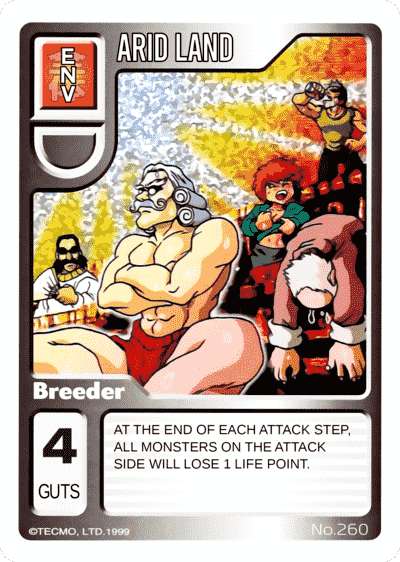 ENV
ARID LAND
Breeder
4
GUTS
AT THE END OF EACH ATTACK STEP,
ALL MONSTERS ON THE ATTACK
SIDE WILL LOSE 1 LIFE POINT.
©TECMO, LTD.1999
No.260